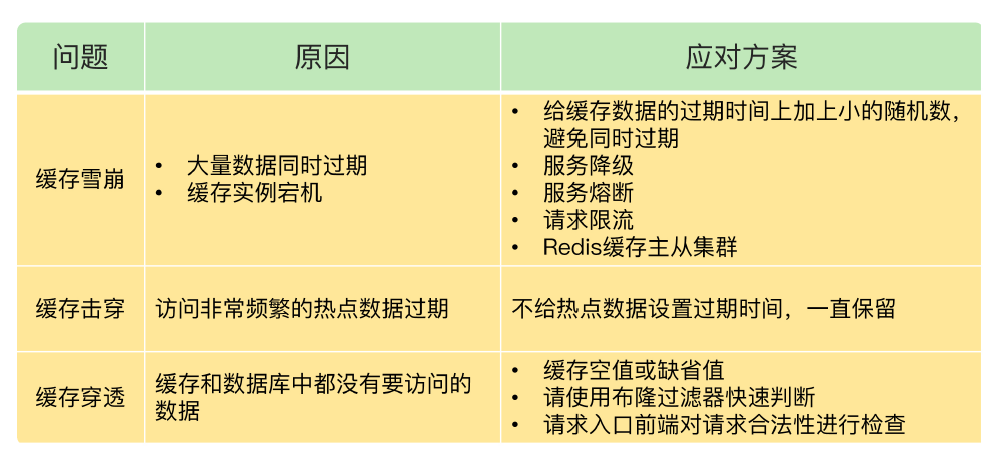 问题 原因 应对方案
缓存雪崩
• 大量数据同时过期
• 缓存实例宕机
• 给缓存数据的过期时间上加上小的随机数，
避免同时过期
• 服务降级
• 服务熔断
• 请求限流
• Redis缓存主从集群
缓存击穿
访问非常频繁的热点数据过期
不给热点数据设置过期时间，一直保留
缓存穿透
缓存和数据库中都没有要访问的
数据
• 缓存空值或缺省值
• 请使用布隆过滤器快速判断
• 请求入口前端对请求合法性进行检查